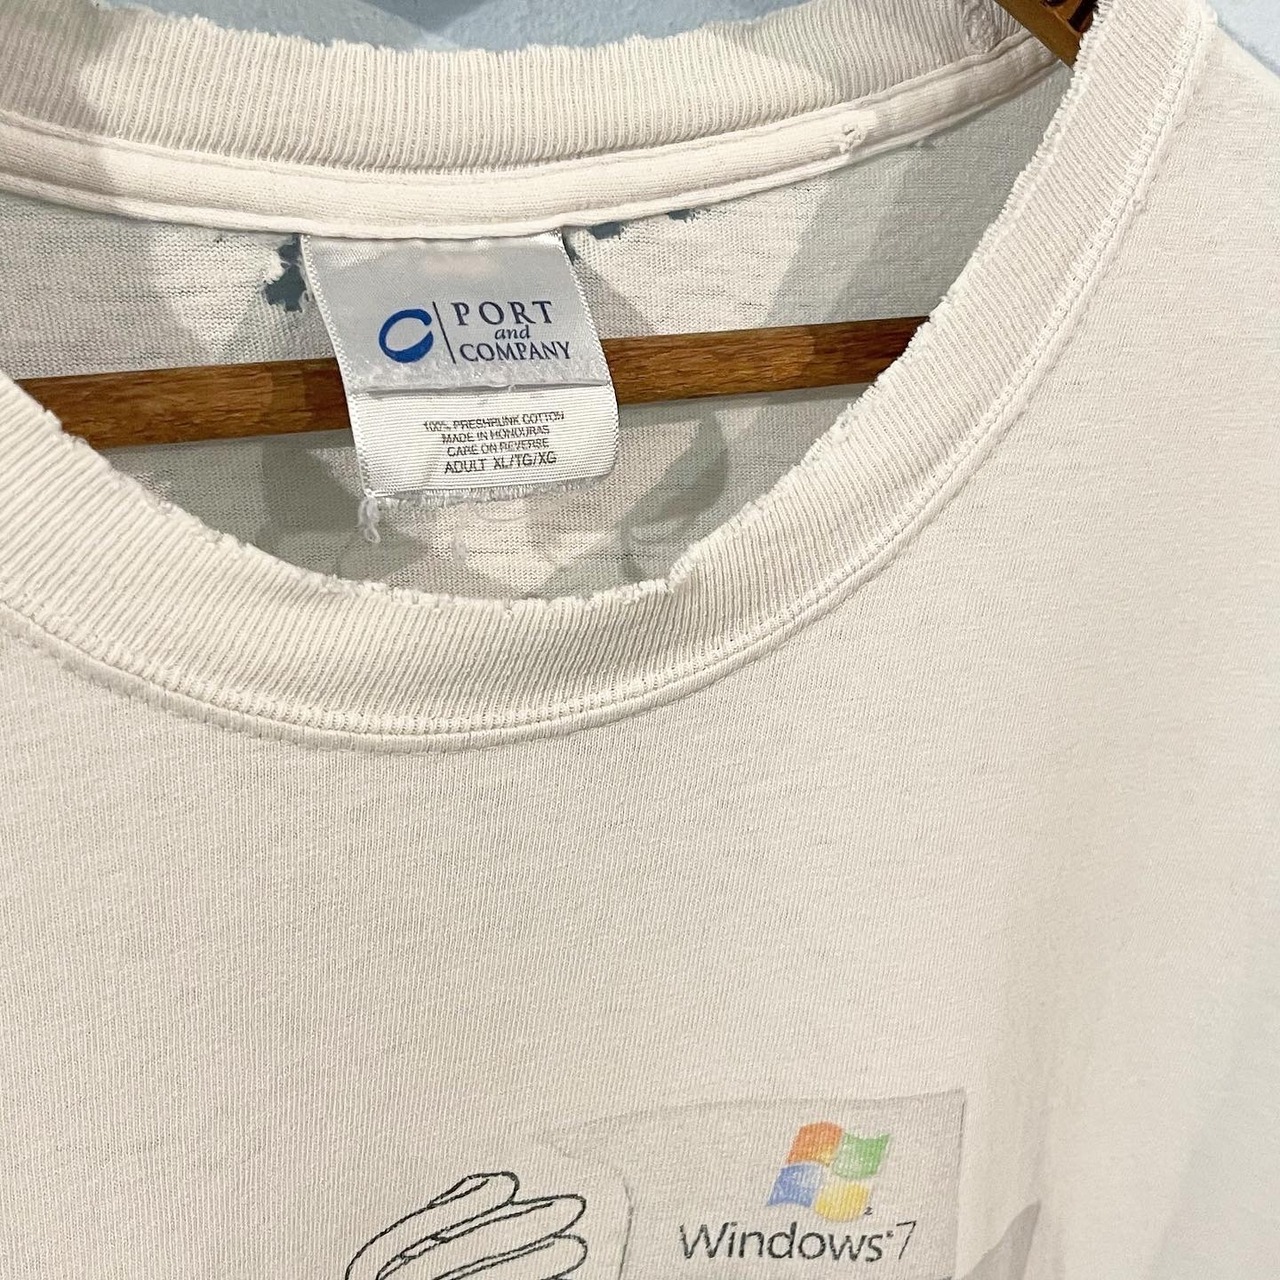 PORT
and
COMPANY
100% PRESHRUNK COTTON
MADE IN HONDURAS
CARE ON REVERSE
ADULT XL/TG/XG
Windows®7